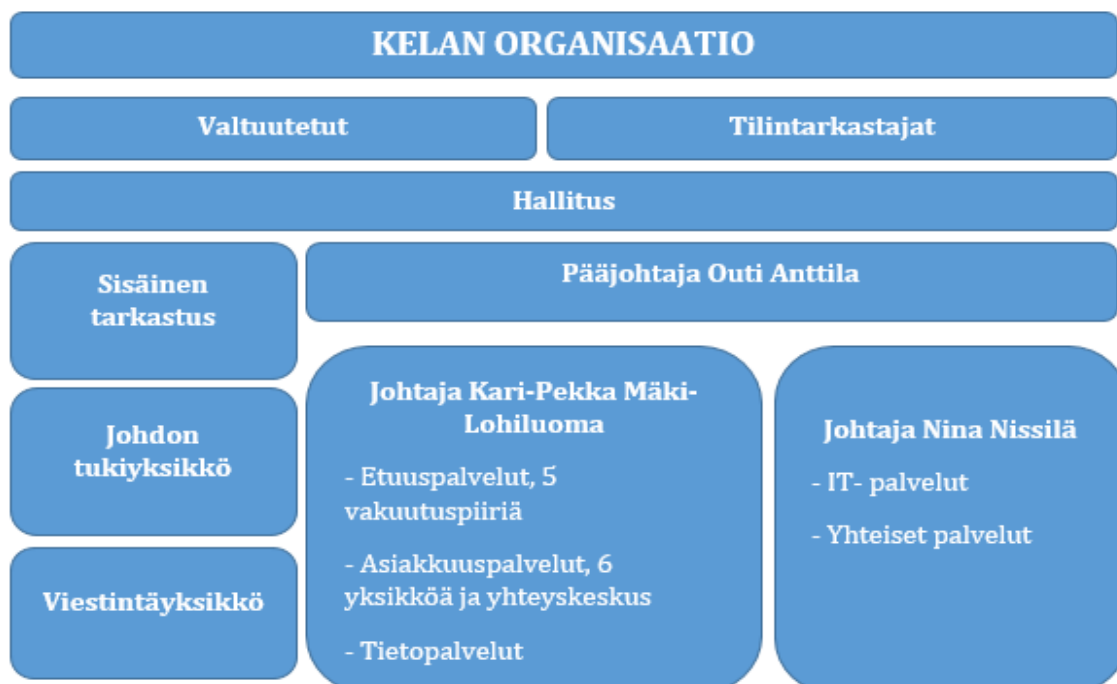 KELAN ORGANISAATIO
Valtuutetut
Tilintarkastajat
Hallitus
Sisäinen
tarkastus
Pääjohtaja Outi Anttila
Johdon
tukiyksikkö
Viestintäyksikkö
Johtaja Kari-Pekka Mäki-
Lohiluoma
- Etuuspalvelut, 5
vakuutuspiiriä
- Asiakkuuspalvelut, 6
yksikköä ja yhteyskeskus
- Tietopalvelut
Johtaja Nina Nissilä
- IT- palvelut
- Yhteiset palvelut